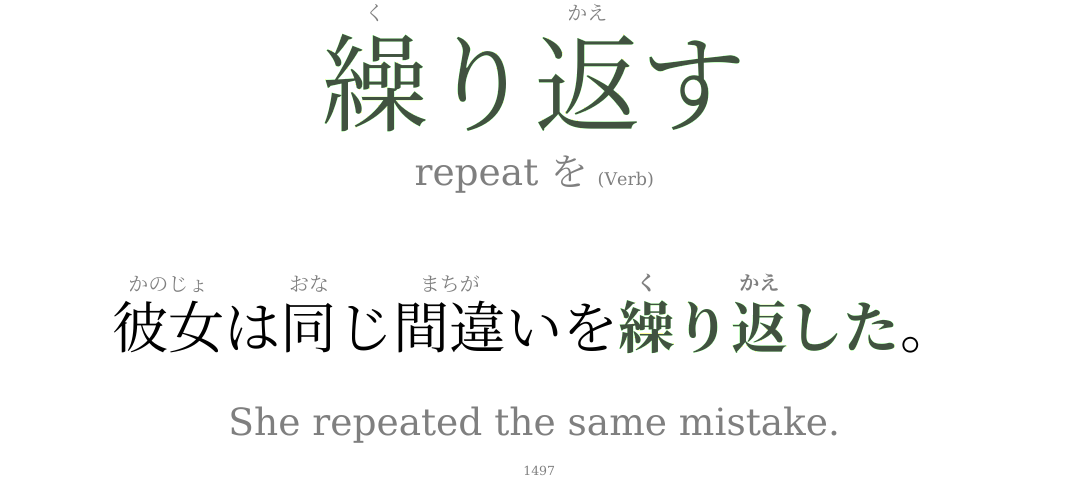 く かえ
繰り返す
repeat を (Verb)
かのじょ おな まちが く かえ
彼女は同じ間違いを繰り返した。
She repeated the same mistake.
1497